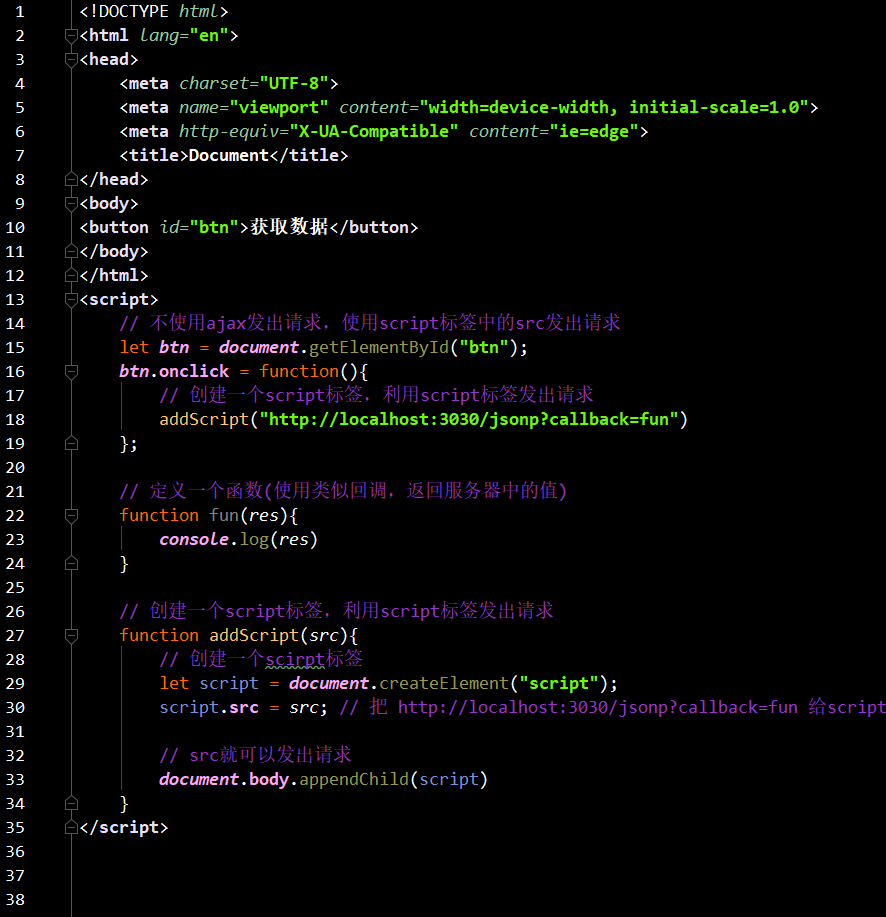 1 <!DOCTYPE html>
2 <html lang="en">
3 <head>
4     <meta charset="UTF-8">
5     <meta name="viewport" content="width=device-width, initial-scale=1.0">
6     <meta http-equiv="X-UA-Compatible" content="ie=edge">
7     <title>Document</title>
8 </head>
9 <body>
10 <button id="btn">获取数据</button>
11 </body>
12 </html>
13 <script>
14     // 不使用ajax发出请求，使用script标签中的src发出请求
15     let btn = document.getElementById("btn");
16     btn.onclick = function(){
17         // 创建一个script标签，利用script标签发出请求
18         addScript("http://localhost:3030/jsonp?callback=fun")
19     };
20
21     // 定义一个函数(使用类似回调，返回服务器中的值)
22     function fun(res){
23         console.log(res)
24     }
25
26     // 创建一个script标签，利用script标签发出请求
27     function addScript(src){
28         // 创建一个scirpt标签
29         let script = document.createElement("script");
30         script.src = src; // 把 http://localhost:3030/jsonp?callback=fun 给script
31
32         // src就可以发出请求
33         document.body.appendChild(script)
34     }
35 </script>
36
37
38